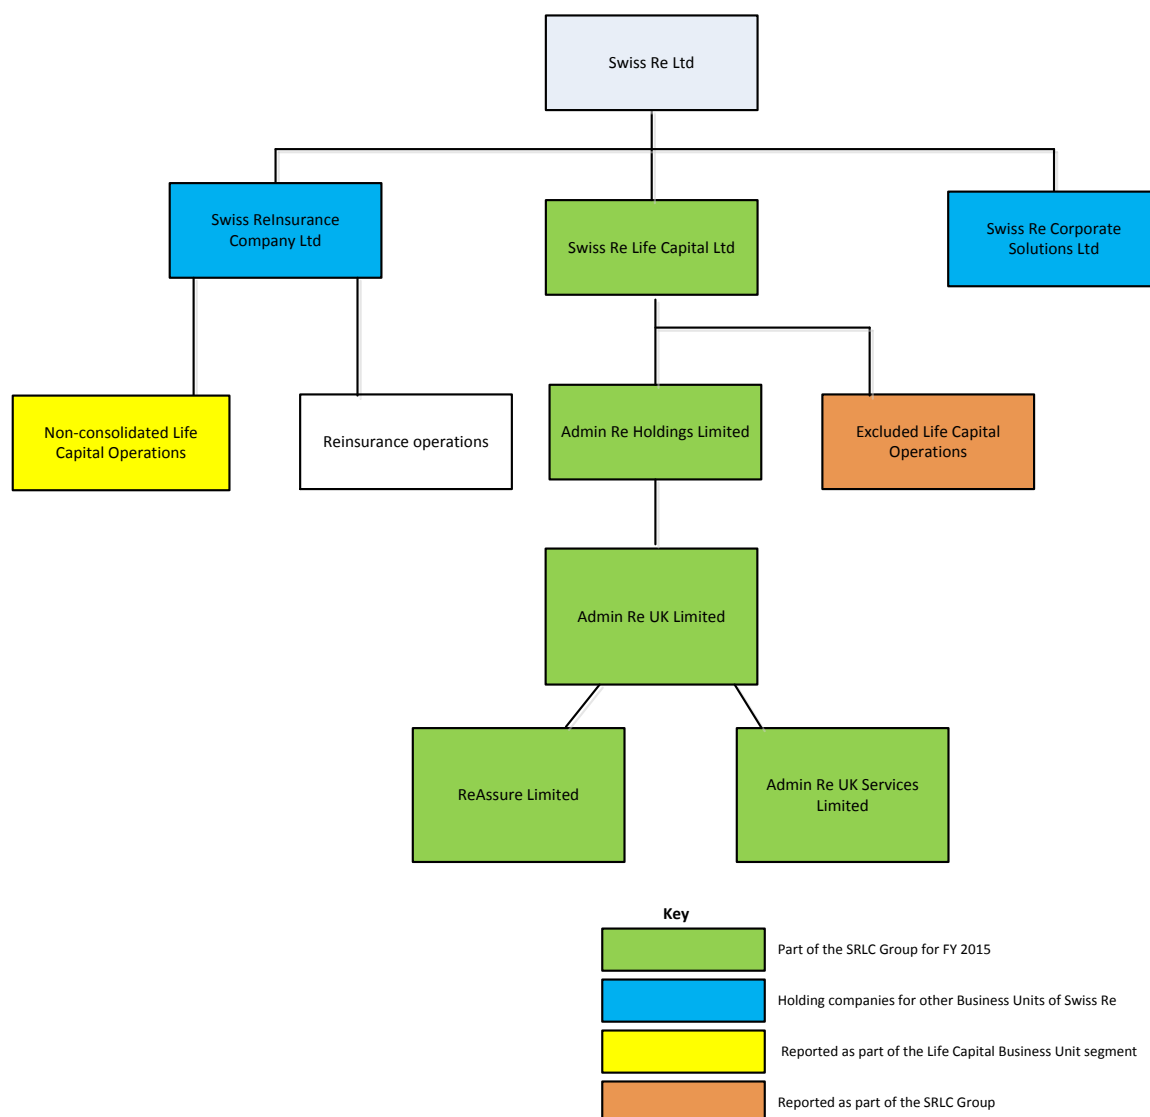 Swiss Re Ltd
Swiss ReInsurance
Company Ltd
Swiss Re Life Capital Ltd
Swiss Re Corporate
Solutions Ltd
Non-consolidated Life
Capital Operations
Reinsurance operations
Admin Re Holdings Limited
Excluded Life Capital
Operations
Admin Re UK Limited
ReAssure Limited
Admin Re UK Services
Limited
Key
Part of the SRLC Group for FY 2015
Holding companies for other Business Units of Swiss Re
Reported as part of the Life Capital Business Unit segment
Reported as part of the SRLC Group